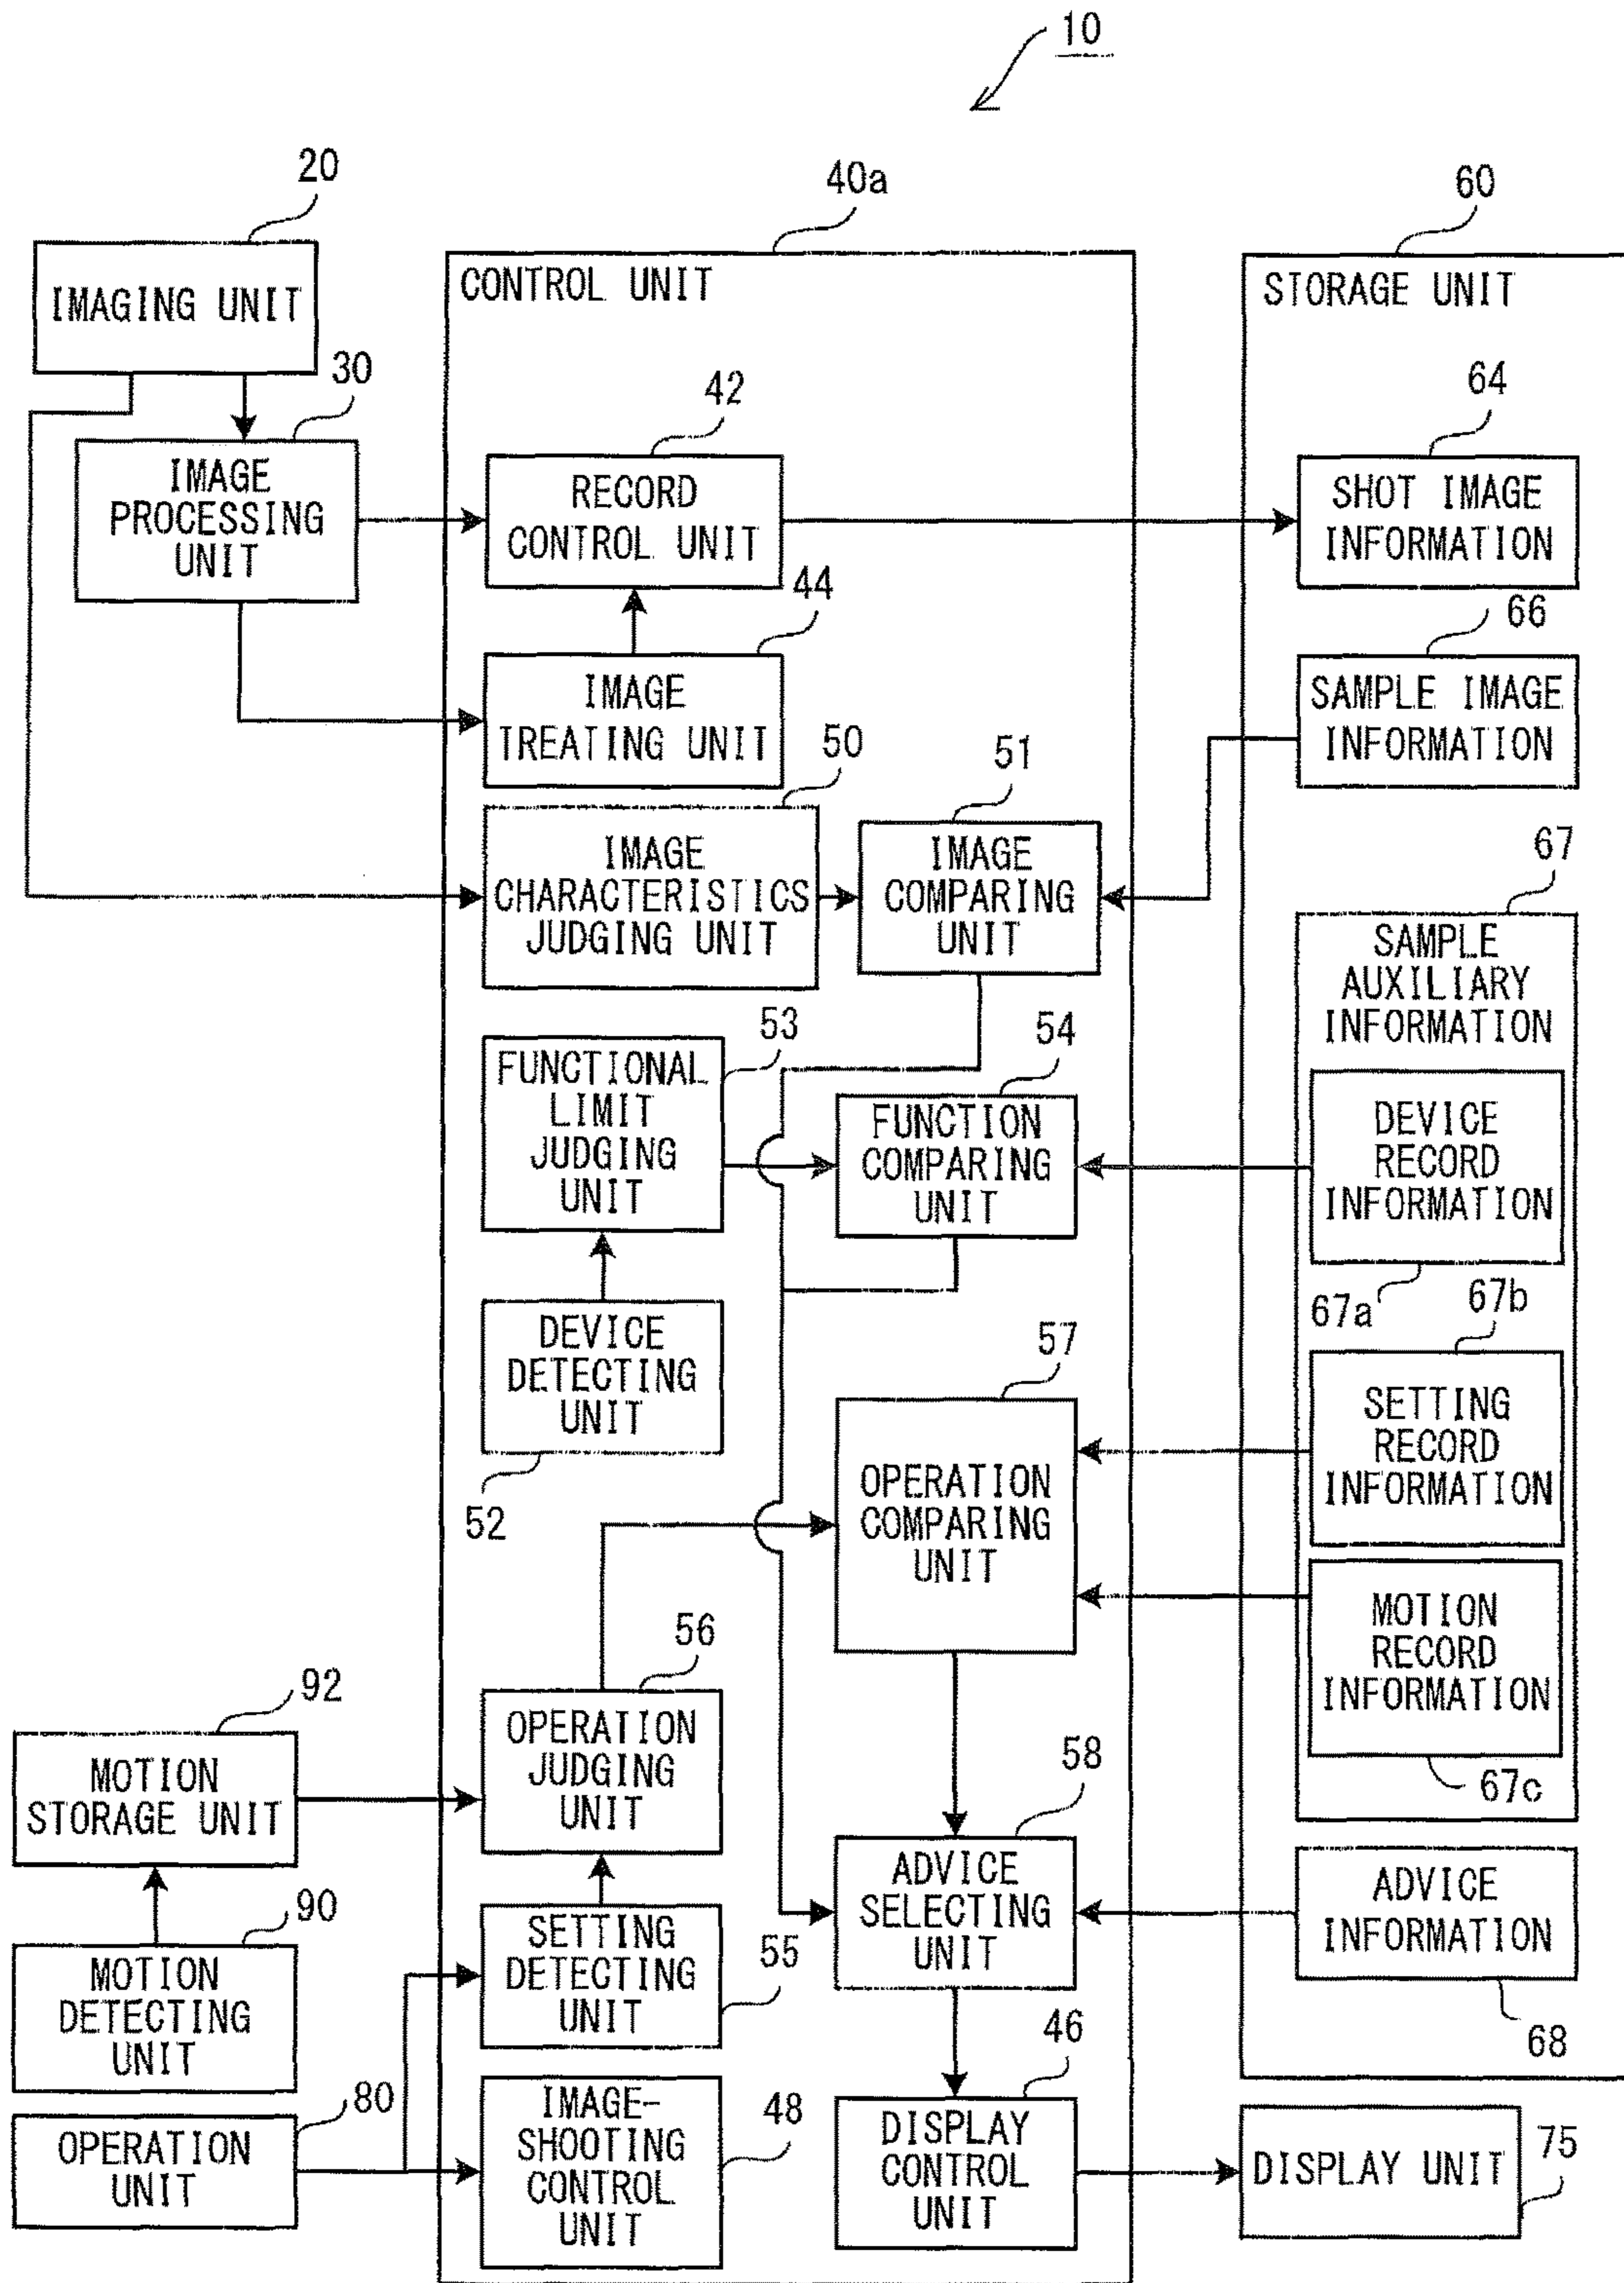 10
20
40a
60
IMAGING UNIT
CONTROL UNIT
STORAGE UNIT
30
42
64
IMAGE
PROCESSING
UNIT
RECORD
CONTROL UNIT
SHOT IMAGE
INFORMATION
44
66
IMAGE
TREATING UNIT
SAMPLE IMAGE
INFORMATION
50
51
IMAGE
CHARACTERISTICS
JUDGING UNIT
IMAGE
COMPARING
UNIT
67
SAMPLE
AUXILIARY
INFORMATION
53
54
FUNCTIONAL
LIMIT
JUDGING
UNIT
FUNCTION
COMPARING
UNIT
DEVICE
RECORD
INFORMATION
67a
67b
DEVICE
DETECTING
UNIT
52
57
OPERATION
COMPARING
UNIT
SETTING
RECORD
INFORMATION
MOTION
RECORD
INFORMATION
67c
92
56
58
MOTION
STORAGE UNIT
OPERATION
JUDGING
UNIT
ADVICE
SELECTING
UNIT
ADVICE
INFORMATION
68
90
MOTION
DETECTING
UNIT
SETTING
DETECTING
UNIT
55
46
80
OPERATION
UNIT
IMAGE-
SHOOTING
CONTROL
UNIT
48
DISPLAY
CONTROL
UNIT
DISPLAY UNIT
75